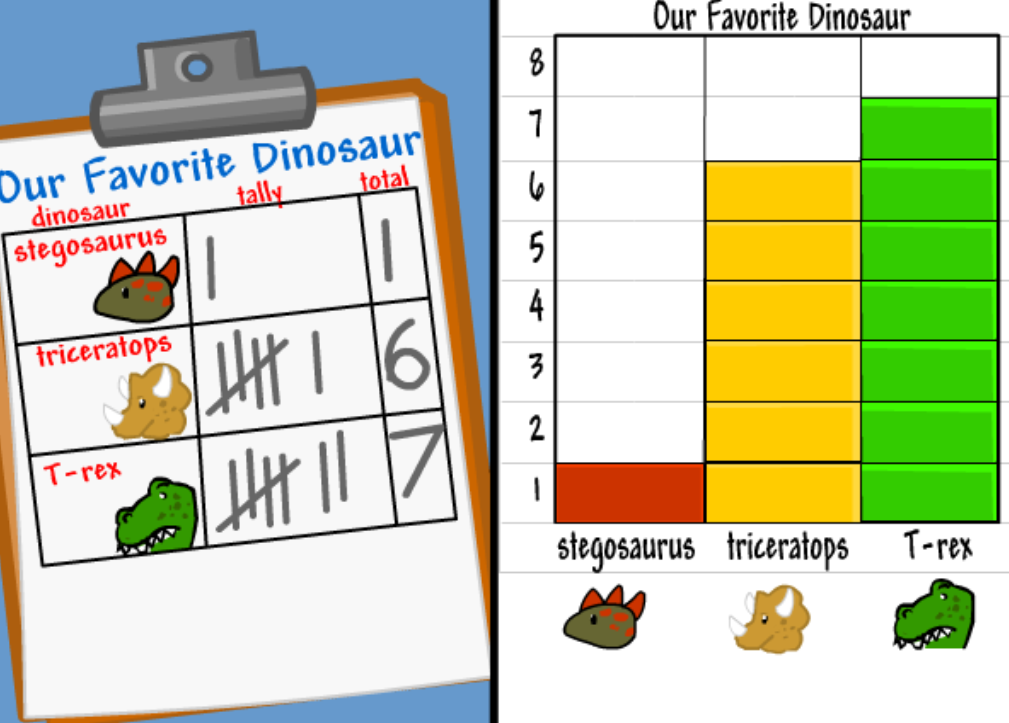 Our Favorite Dinosaur
dinosaur tally total
stegosaurus 1
triceratops 6
T-rex 7
Our Favorite Dinosaur
8
7
6
5
4
3
2
1
stegosaurus triceratops T-rex